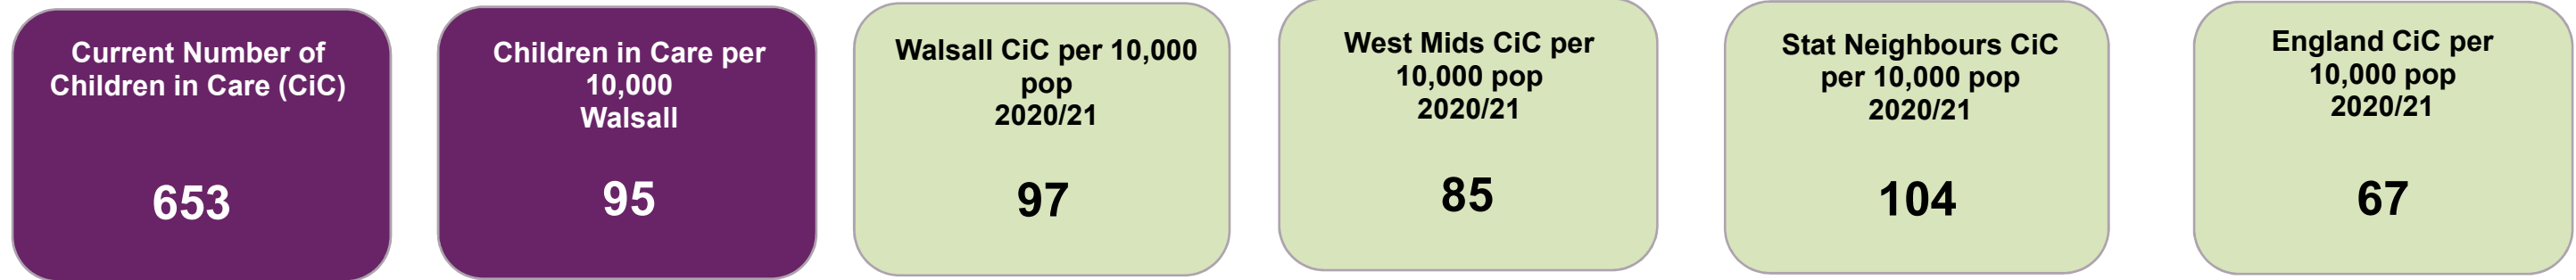 Current Number of
Children in Care (CiC)
653
Children in Care per
10,000
Walsall
95
Walsall CiC per 10,000
pop
2020/21
97
West Mids CiC per
10,000 pop
2020/21
85
Stat Neighbours CiC
per 10,000 pop
2020/21
104
England CiC per
10,000 pop
2020/21
67